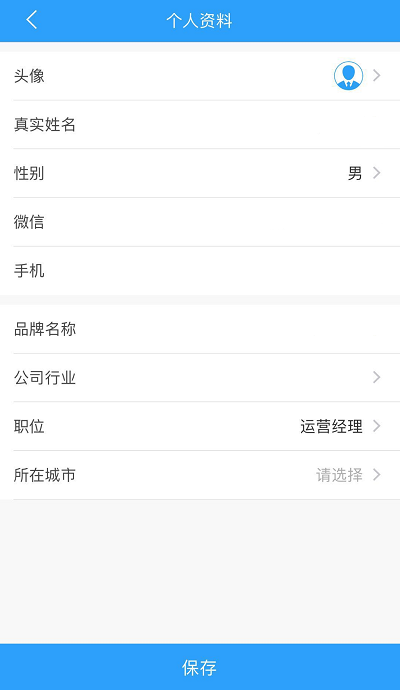 个人资料
头像
真实姓名
性别 男
微信
手机
品牌名称
公司行业
职位 运营经理
所在城市 请选择
保存